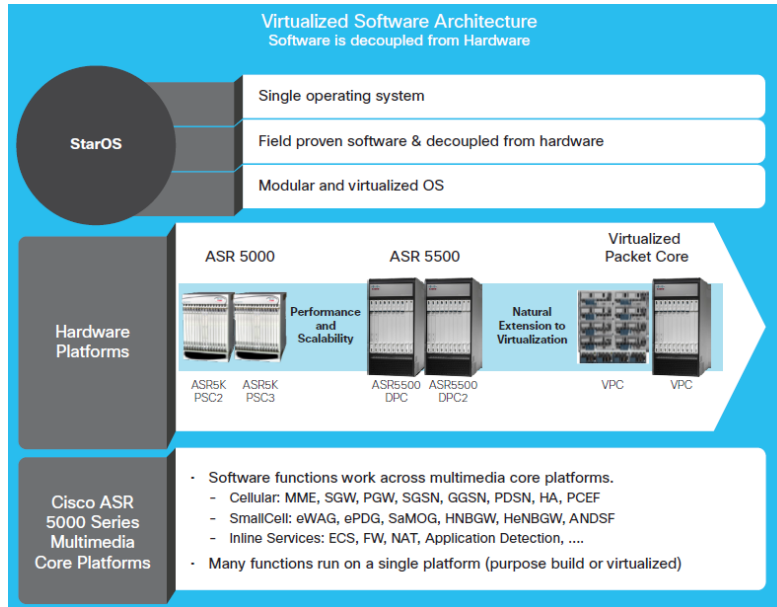 Virtualized Software Architecture
Software is decoupled from Hardware
StarOS
Single operating system
Field proven software & decoupled from hardware
Modular and virtualized OS
Hardware
Platforms
ASR 5000
ASR 5500
Virtualized
Packet Core
Performance
and
Scalability
Natural
Extension to
Virtualization
ASR5K
PSC2
ASR5K
PSC3
ASR5500
DPC
ASR5500
DPC2
VPC
VPC
Cisco ASR
5000 Series
Multimedia
Core Platforms
· Software functions work across multimedia core platforms.
- Cellular: MME, SGW, PGW, SGSN, GGSN, PDSN, HA, PCEF
- SmallCell: eWAG, ePDG, SaMOG, HNBGW, HeNBGW, ANDSF
- Inline Services: ECS, FW, NAT, Application Detection, ....
· Many functions run on a single platform (purpose build or virtualized)